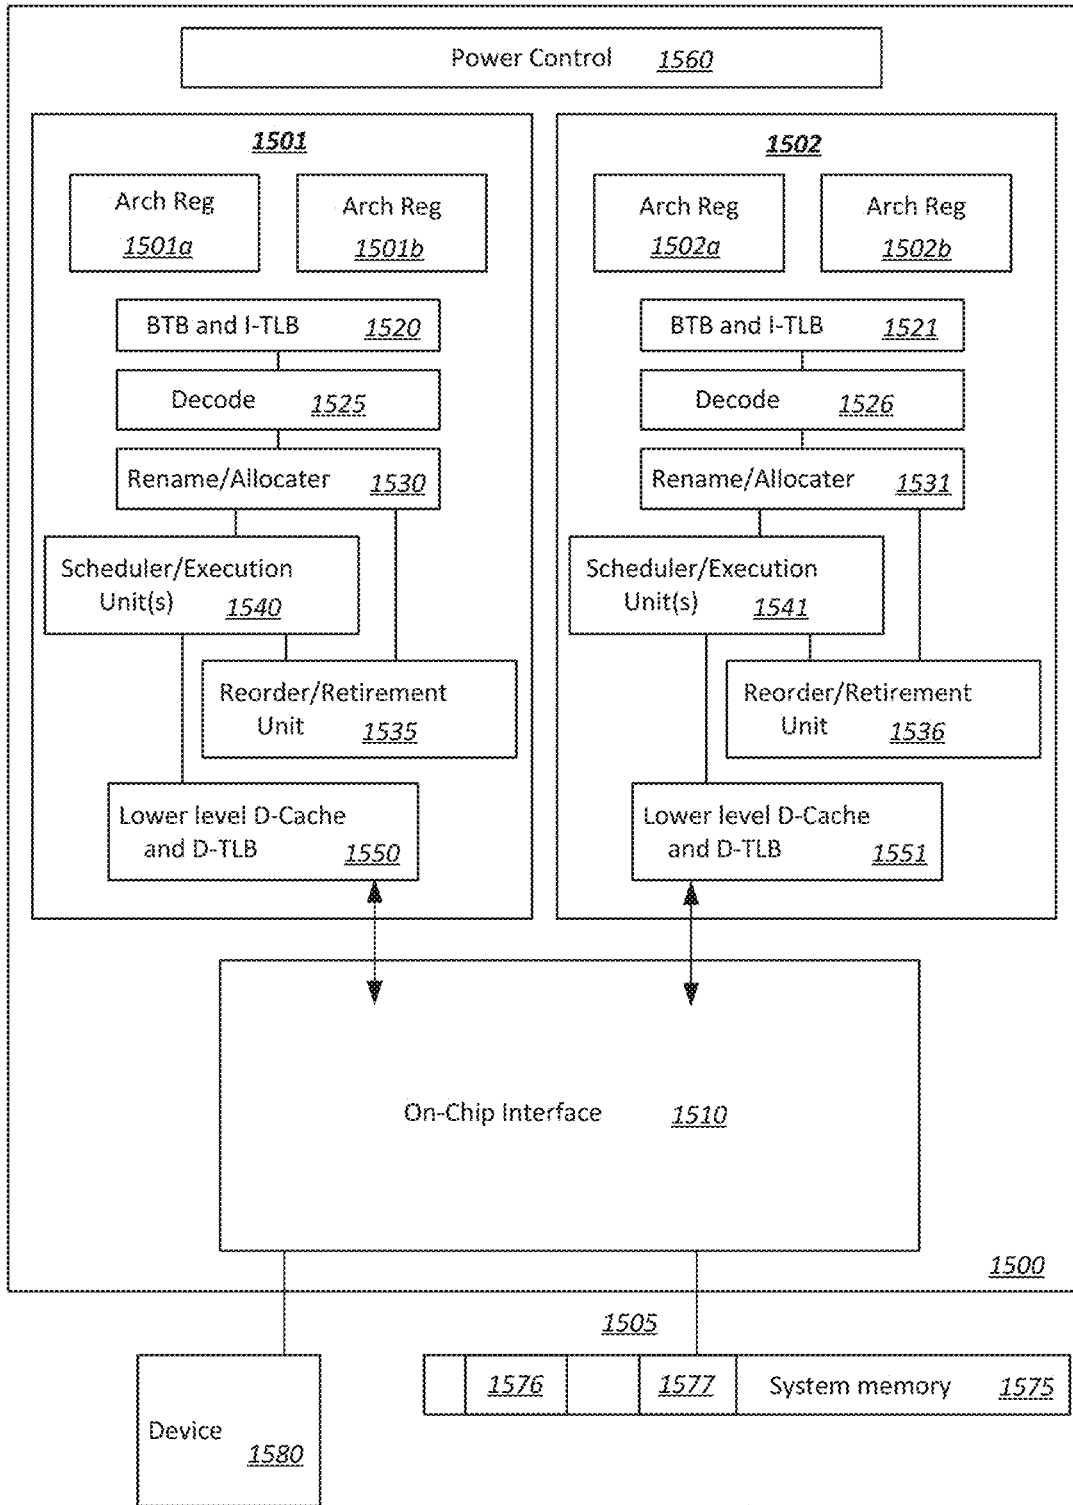 Power Control 1560
1501
Arch Reg
1501a
Arch Reg
1501b
BTB and I-TLB 1520
Decode 1525
Rename/Allocater 1530
Scheduler/Execution
Unit(s) 1540
Reorder/Retirement
Unit 1535
Lower level D-Cache
and D-TLB 1550
1502
Arch Reg
1502a
Arch Reg
1502b
BTB and I-TLB 1521
Decode 1526
Rename/Allocater 1531
Scheduler/Execution
Unit(s) 1541
Reorder/Retirement
Unit 1536
Lower level D-Cache
and D-TLB 1551
On-Chip Interface 1510
1500
1505
1576 1577 System memory 1575
Device 1580